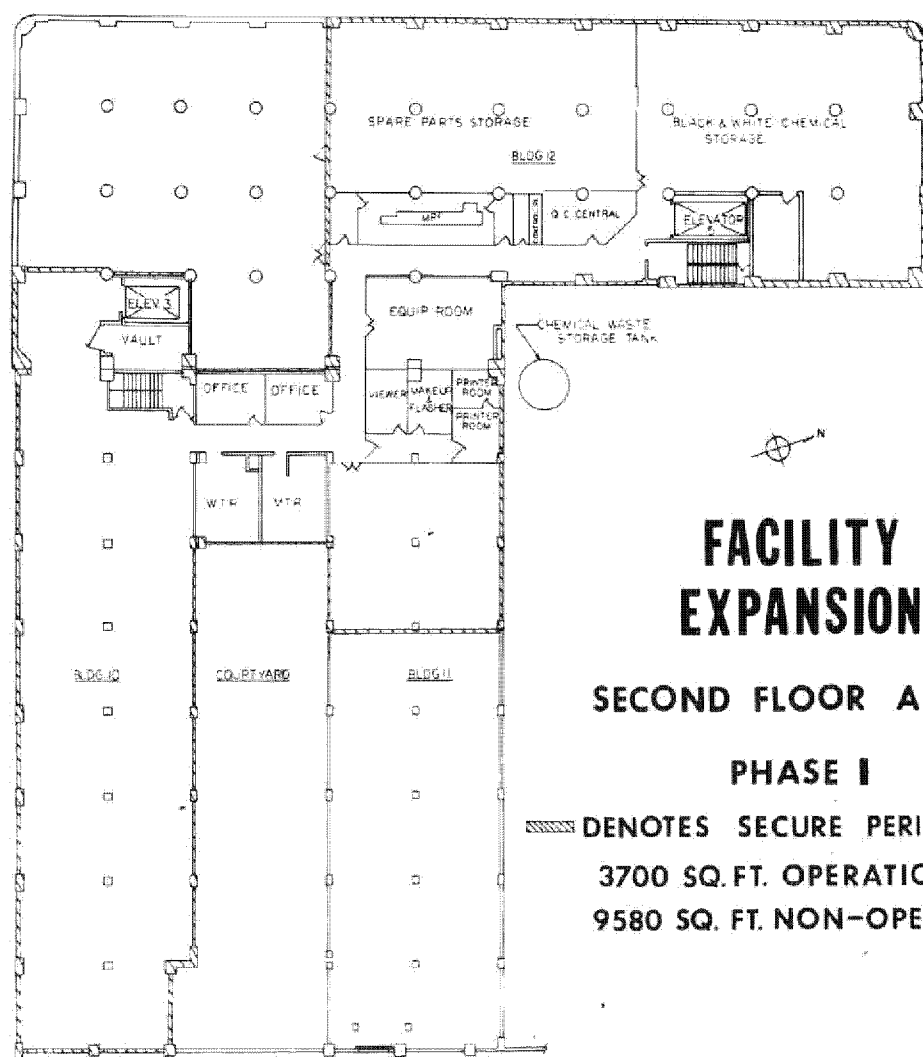 SPARE PARTS STORAGE
BLDG 12
BLACK & WHITE CHEMICAL
STORAGE
MP
Q.C. CENTRAL
ELEVATOR
5
ELEV. 3
VAULT
EQUIP ROOM
CHEMICAL WASTE
STORAGE TANK
OFFICE
OFFICE
VIEWER
MAKEUP
&
FLASHER
PRINTER
ROOM
PRINTER
ROOM
N
W.T.R.
M.T.R.
FACILITY
EXPANSION
BLDG 10
COURTYARD
BLDG 11
SECOND FLOOR A
PHASE I
DENOTES SECURE PERI
3700 SQ. FT. OPERATIO
9580 SQ. FT. NON-OPE